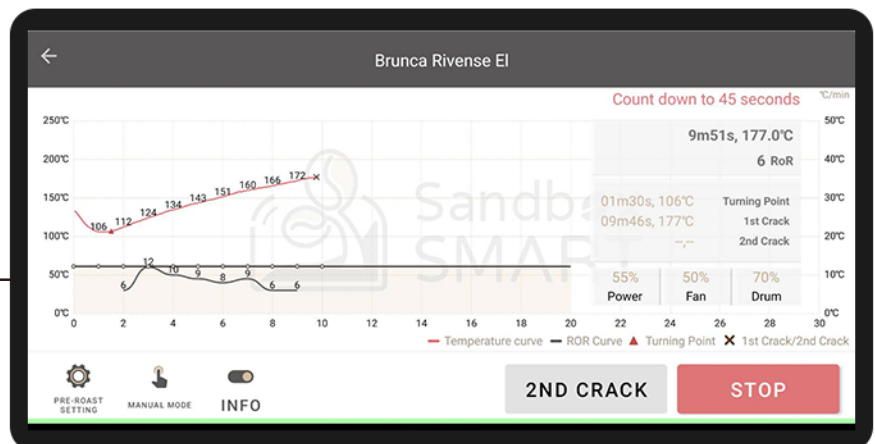 Brunca Rivense El
Count down to 45 seconds
℃/min
250℃
200℃
150℃
100℃
50℃
0℃
50℃
40℃
30℃
20℃
10℃
0℃
9m51s, 177.0℃
6 RoR
01m30s, 106℃ Turning Point
09m46s, 177℃ 1st Crack
--,-- 2nd Crack
55% 50% 70%
Power Fan Drum
106 112 124 134 143 151 160 166 172
6 12 10 9 8 9 6 6
Sandb
SMART
0 2 4 6 8 10 12 14 16 18 20 22 24 26 28 30
Temperature curve ROR Curve Turning Point 1st Crack/2nd Crack
PRE-ROAST
SETTING
MANUAL MODE
INFO
2ND CRACK
STOP